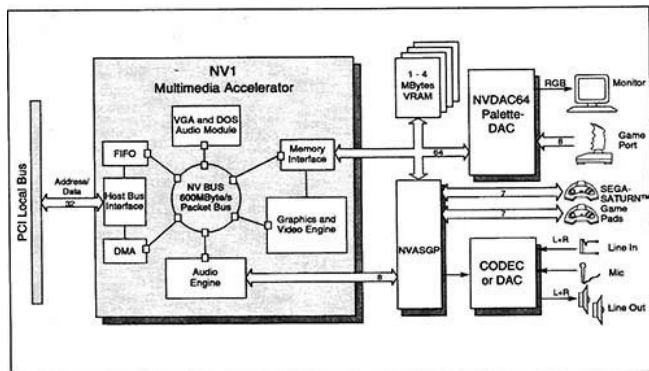 PCI Local Bus
Address/
Data
32
NV1
Multimedia Accelerator
VGA and DOS
Audio Module
FIFO
Host Bus
Interface
DMA
NV BUS
600MByte/s
Packet Bus
Memory
Interface
Graphics and
Video Engine
Audio
Engine
1 - 4
MBytes
VRAM
64
8
NVASGP
NVDAC64
Palette-
DAC
RGB
Monitor
8
Game
Port
7
SEGA-
SATURN™
7
Game
Pads
CODEC
or DAC
L+R
Line In
Mic
L+R
Line Out